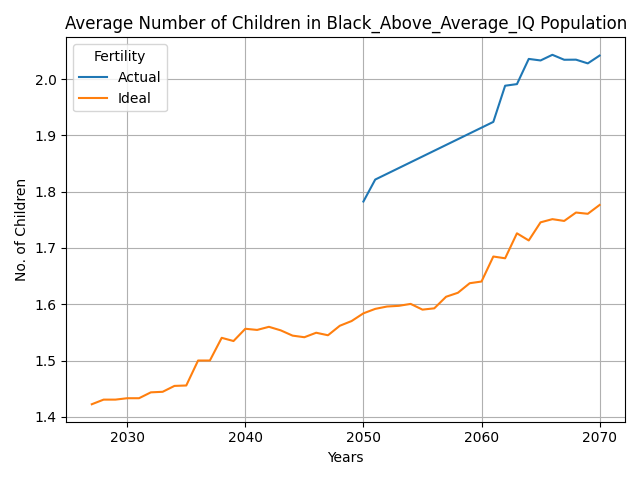 Average Number of Children in Black_Above_Average_IQ Population
Fertility
Actual
Ideal
No. of Children
2.0
1.9
1.8
1.7
1.6
1.5
1.4
2030
2040
2050
2060
2070
Years